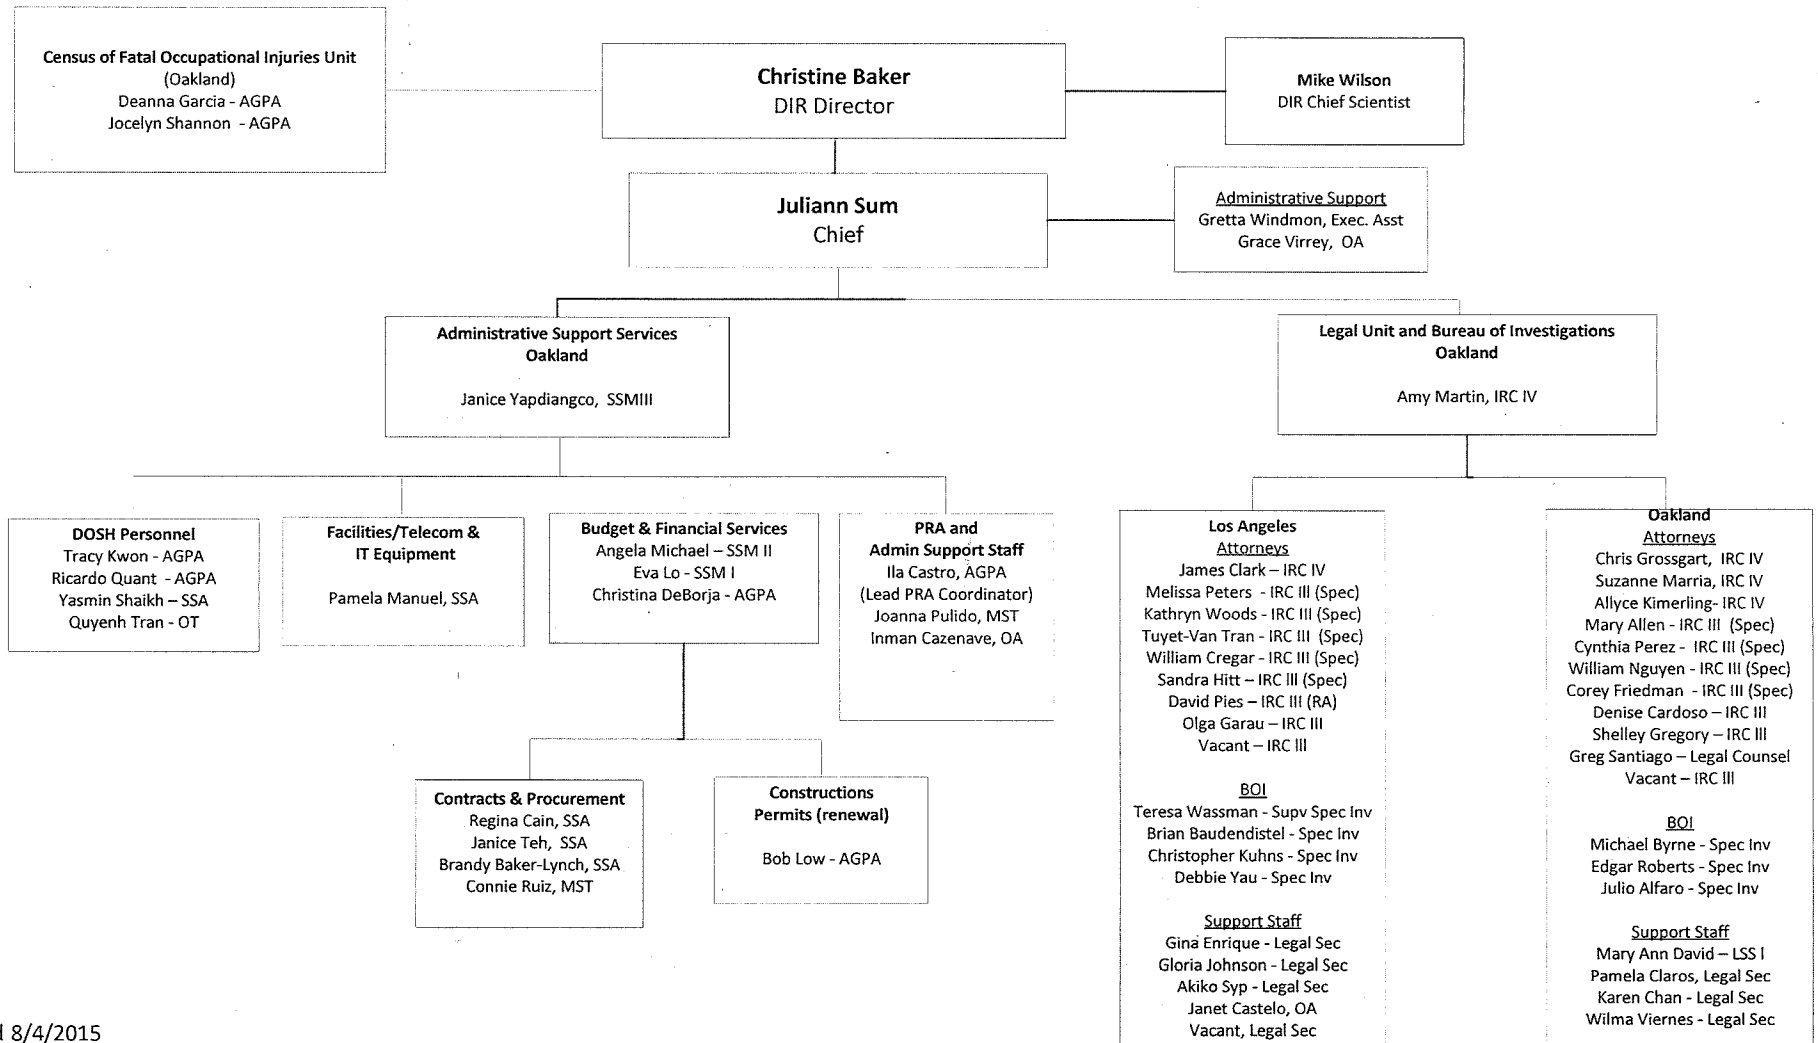 Census of Fatal Occupational Injuries Unit
(Oakland)
Deanna Garcia - AGPA
Jocelyn Shannon - AGPA
Christine Baker
DIR Director
Mike Wilson
DIR Chief Scientist
Juliann Sum
Chief
Administrative Support
Gretta Windmon, Exec. Asst
Grace Virrey, OA
Administrative Support Services
Oakland
Janice Yapdiangco, SSMIII
Legal Unit and Bureau of Investigations
Oakland
Amy Martin, IRC IV
DOSH Personnel
Tracy Kwon - AGPA
Ricardo Quant - AGPA
Yasmin Shaikh – SSA
Quyenh Tran - OT
Facilities/Telecom &
IT Equipment
Pamela Manuel, SSA
Budget & Financial Services
Angela Michael – SSM II
Eva Lo - SSM I
Christina DeBorja - AGPA
PRA and
Admin Support Staff
Ila Castro, AGPA
(Lead PRA Coordinator)
Joanna Pulido, MST
Inman Cazenave, OA
Contracts & Procurement
Regina Cain, SSA
Janice Teh, SSA
Brandy Baker-Lynch, SSA
Connie Ruiz, MST
Constructions
Permits (renewal)
Bob Low - AGPA
Los Angeles
Attorneys
James Clark – IRC IV
Melissa Peters - IRC III (Spec)
Kathryn Woods - IRC III (Spec)
Tuyet-Van Tran - IRC III (Spec)
William Cregar - IRC III (Spec)
Sandra Hitt – IRC III (Spec)
David Pies – IRC III (RA)
Olga Garau – IRC III
Vacant – IRC III
BOI
Teresa Wassman - Supv Spec Inv
Brian Baudendistel - Spec Inv
Christopher Kuhns - Spec Inv
Debbie Yau - Spec Inv
Support Staff
Gina Enrique - Legal Sec
Gloria Johnson - Legal Sec
Akiko Syp - Legal Sec
Janet Castelo, OA
Vacant, Legal Sec
Oakland
Attorneys
Chris Grossgart, IRC IV
Suzanne Marria, IRC IV
Allyce Kimerling- IRC IV
Mary Allen - IRC III (Spec)
Cynthia Perez - IRC III (Spec)
William Nguyen - IRC III (Spec)
Corey Friedman - IRC III (Spec)
Denise Cardoso – IRC III
Shelley Gregory – IRC III
Greg Santiago – Legal Counsel
Vacant – IRC III
BOI
Michael Byrne - Spec Inv
Edgar Roberts - Spec Inv
Julio Alfaro - Spec Inv
Support Staff
Mary Ann David – LSS I
Pamela Claros, Legal Sec
Karen Chan - Legal Sec
Wilma Viernes - Legal Sec
8/4/2015